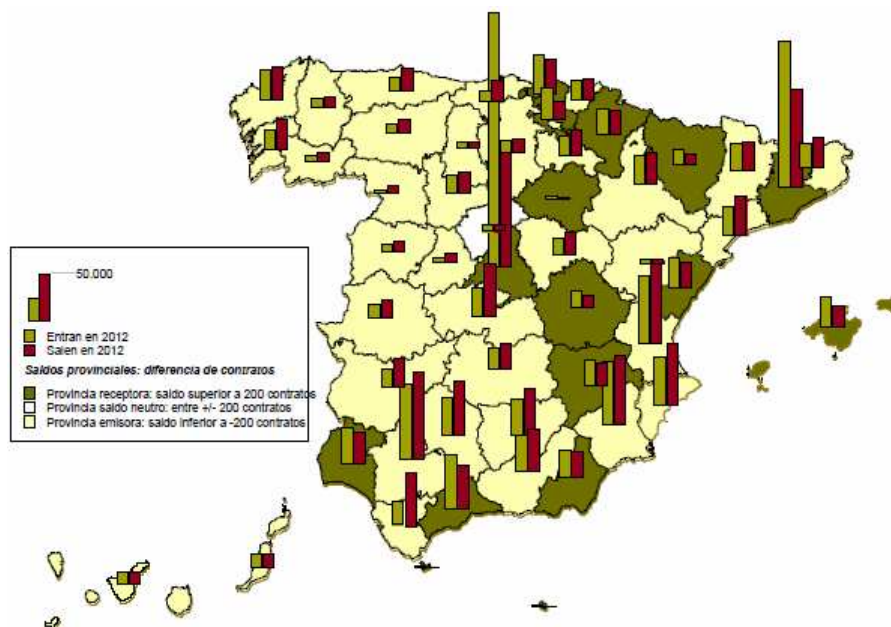 50.000
Entran en 2012
Salen en 2012
Saldos provinciales: diferencia de contratos
Provincia receptora: saldo superior a 200 contratos
Provincia saldo neutro: entre +/- 200 contratos
Provincia emisora: saldo inferior a -200 contratos